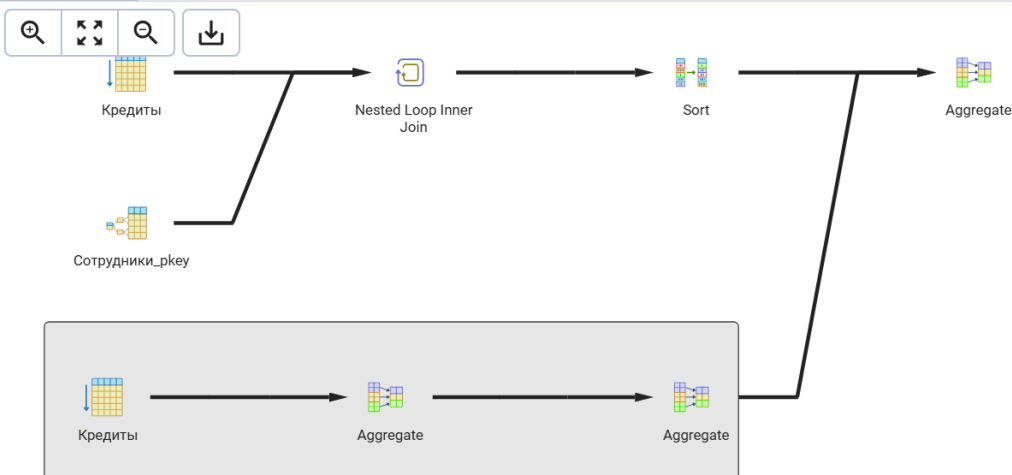 Кредиты
Nested Loop Inner
Join
Sort
Aggregate
Сотрудники_pkey
Кредиты
Aggregate
Aggregate